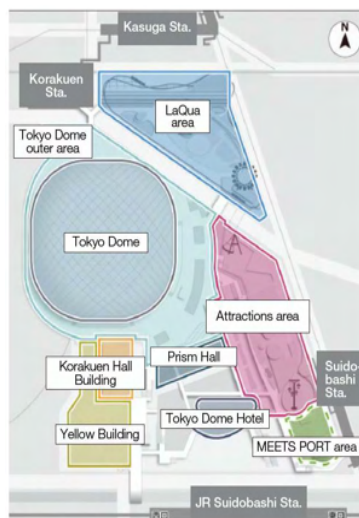 Kasuga Sta.
N
Korakuen
Sta.
LaQua
area
Tokyo Dome
outer area
Tokyo Dome
Attractions area
Prism Hall
Korakuen Hall
Building
Suido-
bashi
Sta.
Tokyo Dome Hotel
Yellow Building
MEETS PORT area
JR Suidobashi Sta.